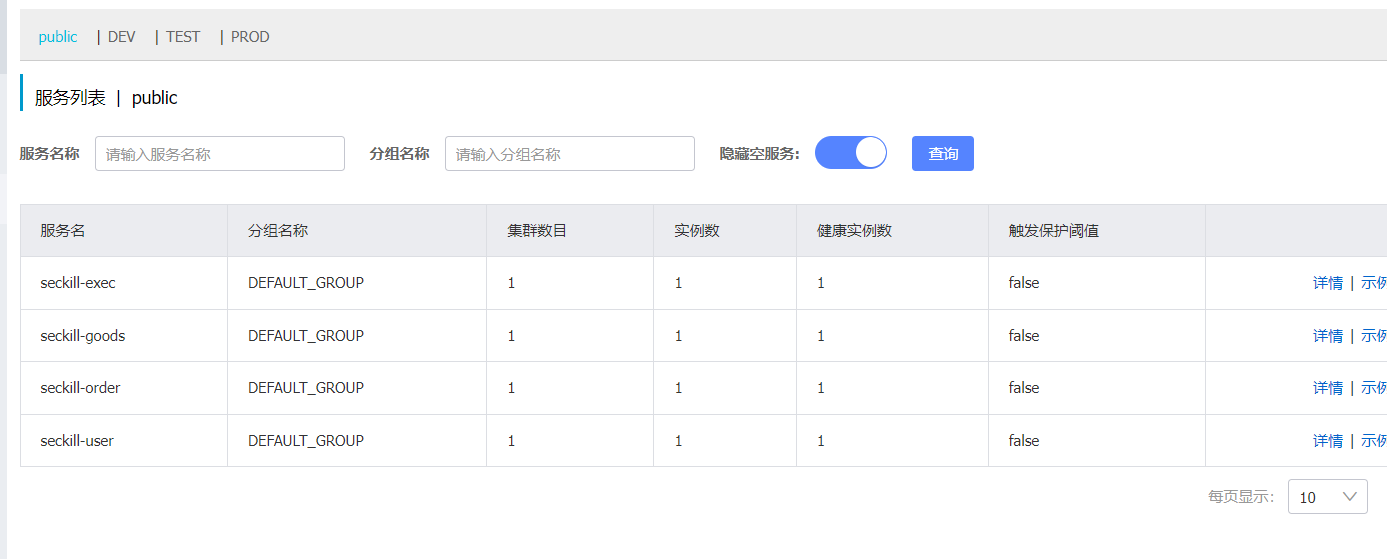 public | DEV | TEST | PROD
服务列表 | public
服务名称 请输入服务名称 分组名称 请输入分组名称 隐藏空服务: 查询
服务名 分组名称 集群数目 实例数 健康实例数 触发保护阈值
seckill-exec DEFAULT_GROUP 1 1 1 false 详情 | 示例
seckill-goods DEFAULT_GROUP 1 1 1 false 详情 | 示例
seckill-order DEFAULT_GROUP 1 1 1 false 详情 | 示例
seckill-user DEFAULT_GROUP 1 1 1 false 详情 | 示例
每页显示: 10